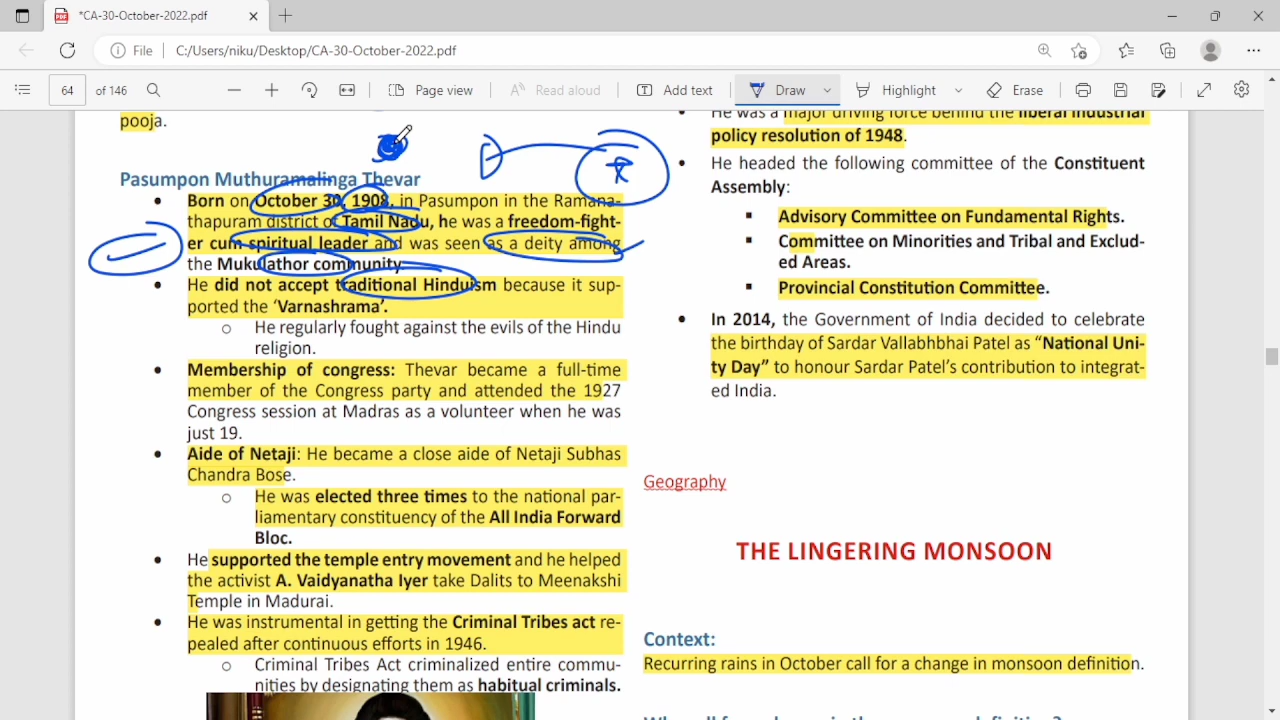 *CA-30-October-2022.pdf
File
C:/Users/niku/Desktop/CA-30-October-2022.pdf
64 of 146
Page view
Read aloud
Add text
Draw
Highlight
Erase
pooja.
Pasumpon Muthuramalinga Thevar
• Born on October 30, 1908, in Pasumpon in the Ramana-
thapuram district of Tamil Nadu, he was a freedom-fight-
er cum spiritual leader and was seen as a deity among
the Mukulathor community.
• He did not accept traditional Hinduism because it sup-
ported the ‘Varnashrama’.
o He regularly fought against the evils of the Hindu
religion.
• Membership of congress: Thevar became a full-time
member of the Congress party and attended the 1927
Congress session at Madras as a volunteer when he was
just 19.
• Aide of Netaji: He became a close aide of Netaji Subhas
Chandra Bose.
o He was elected three times to the national par-
liamentary constituency of the All India Forward
Bloc.
• He supported the temple entry movement and he helped
the activist A. Vaidyanatha Iyer take Dalits to Meenakshi
Temple in Madurai.
• He was instrumental in getting the Criminal Tribes act re-
pealed after continuous efforts in 1946.
o Criminal Tribes Act criminalized entire commu-
nities by designating them as habitual criminals.
• He was a major driving force behind the liberal industrial
policy resolution of 1948.
• He headed the following committee of the Constituent
Assembly:
▪ Advisory Committee on Fundamental Rights.
▪ Committee on Minorities and Tribal and Exclud-
ed Areas.
▪ Provincial Constitution Committee.
• In 2014, the Government of India decided to celebrate
the birthday of Sardar Vallabhbhai Patel as “National Uni-
ty Day” to honour Sardar Patel’s contribution to integrat-
ed India.
Geography
THE LINGERING MONSOON
Context:
Recurring rains in October call for a change in monsoon definition.